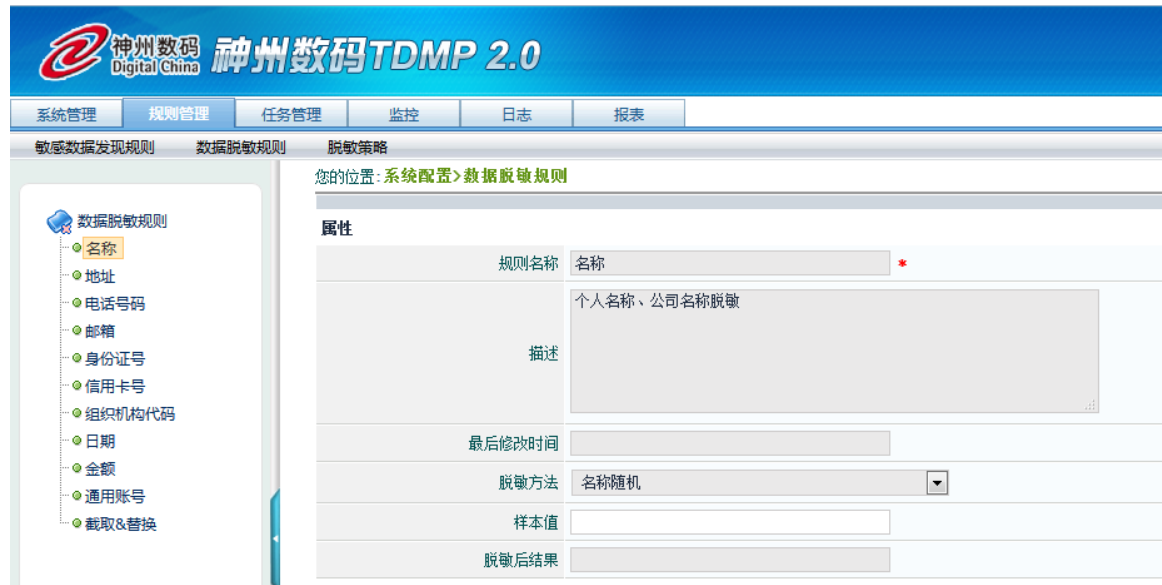 神州数码 神州数码TDMP 2.0
Digital China
系统管理 规则管理 任务管理 监控 日志 报表
敏感数据发现规则 数据脱敏规则 脱敏策略
您的位置:系统配置>数据脱敏规则
数据脱敏规则
名称
地址
电话号码
邮箱
身份证号
信用卡号
组织机构代码
日期
金额
通用账号
截取&替换
属性
规则名称 名称 *
描述 个人名称、公司名称脱敏
最后修改时间
脱敏方法 名称随机
样本值
脱敏后结果